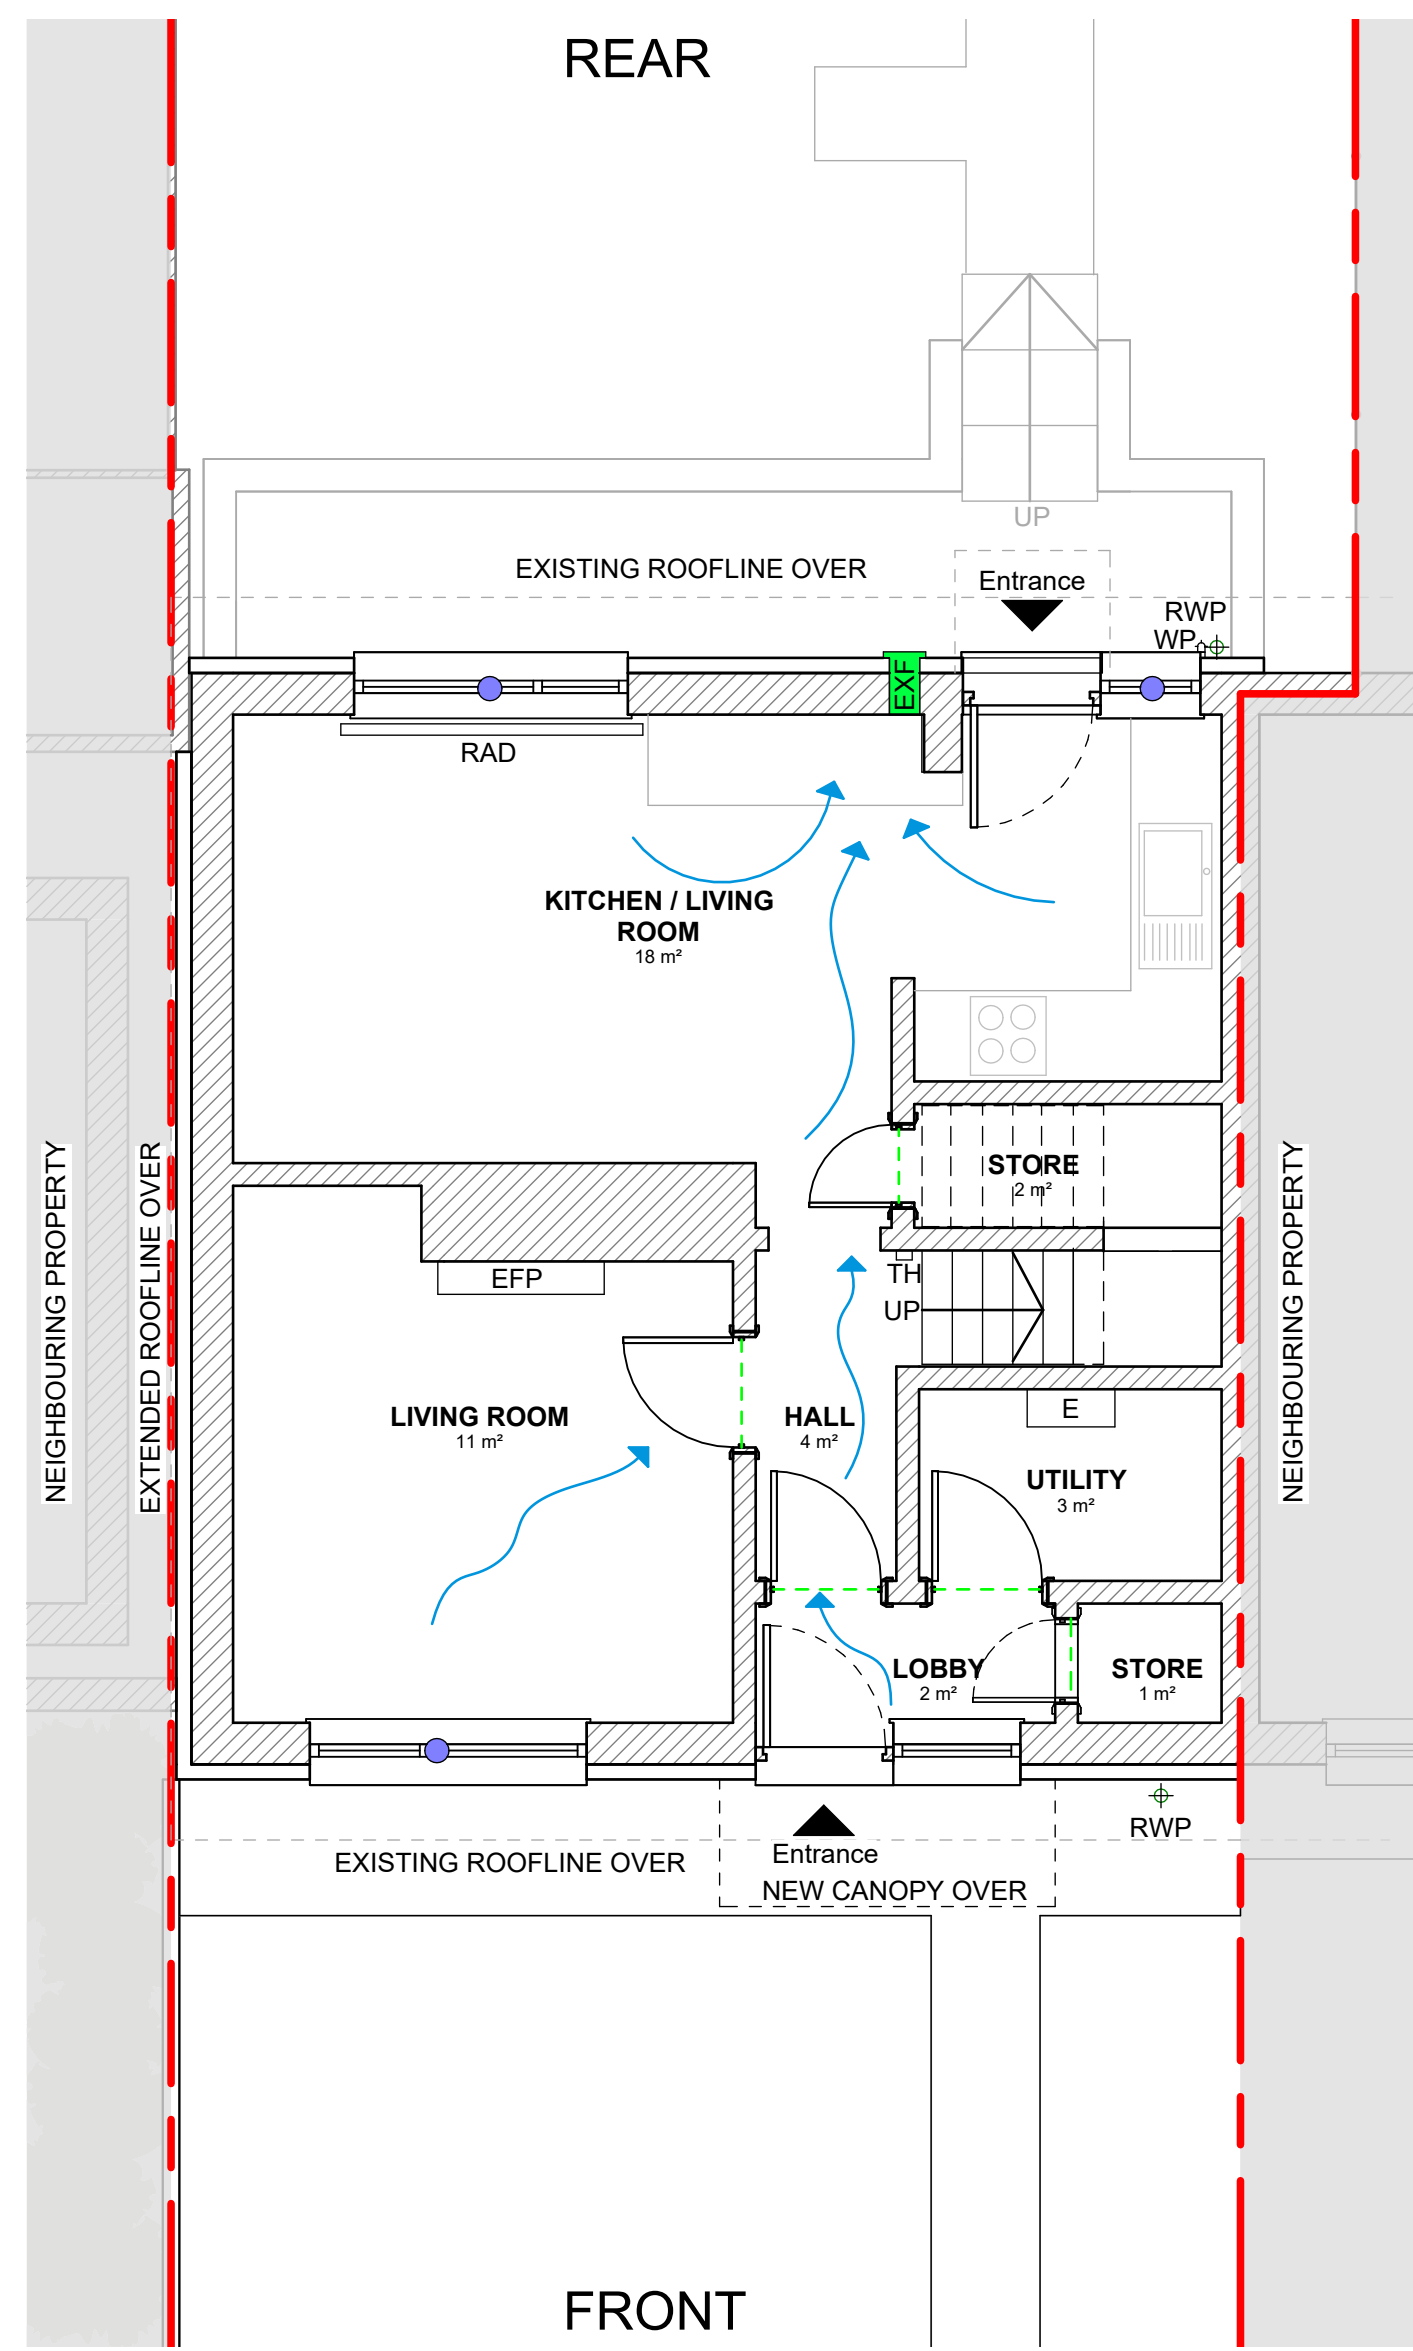 REAR
UP
EXISTING ROOFLINE OVER
Entrance
RWP
WP
EXF
RAD
KITCHEN / LIVING
ROOM
18 m²
NEIGHBOURING PROPERTY
EXTENDED ROOFLINE OVER
STORE
2 m²
NEIGHBOURING PROPERTY
EFP
TH
UP
LIVING ROOM
11 m²
HALL
4 m²
E
UTILITY
3 m²
LOBBY
2 m²
STORE
1 m²
RWP
Entrance
EXISTING ROOFLINE OVER
NEW CANOPY OVER
FRONT